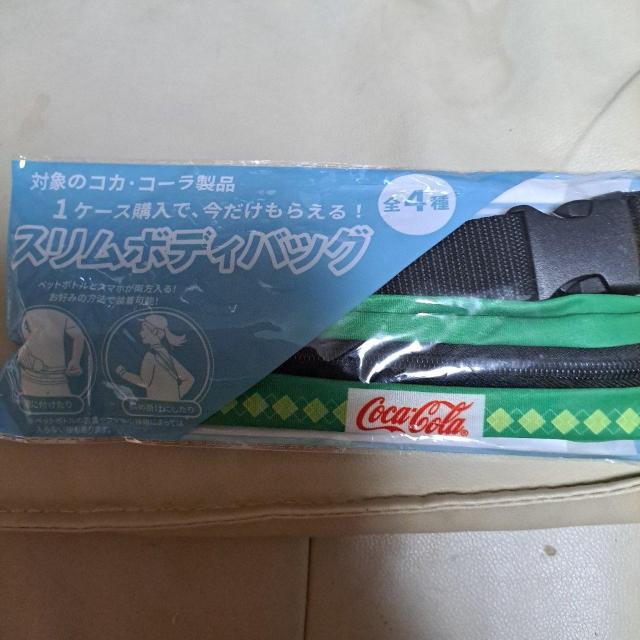 対象のコカ・コーラ製品
1ケース購入で、今だけもらえる!
全4種
スリムボディバッグ
ペットボトルとスマホが両方入る!
お好みの方法で装着可能!
Coca-Cola